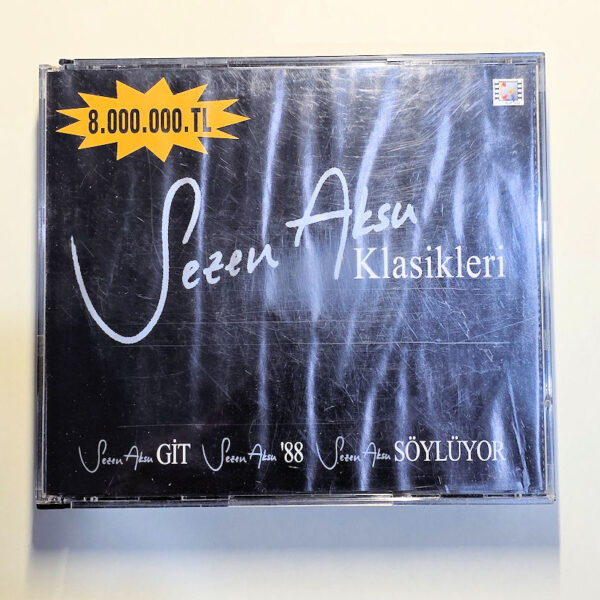 8.000.000.TL
Sezen Aksu
Klasikleri
Sezen Aksu GİT Sezen Aksu '88 Sezen Aksu SÖYLÜYOR